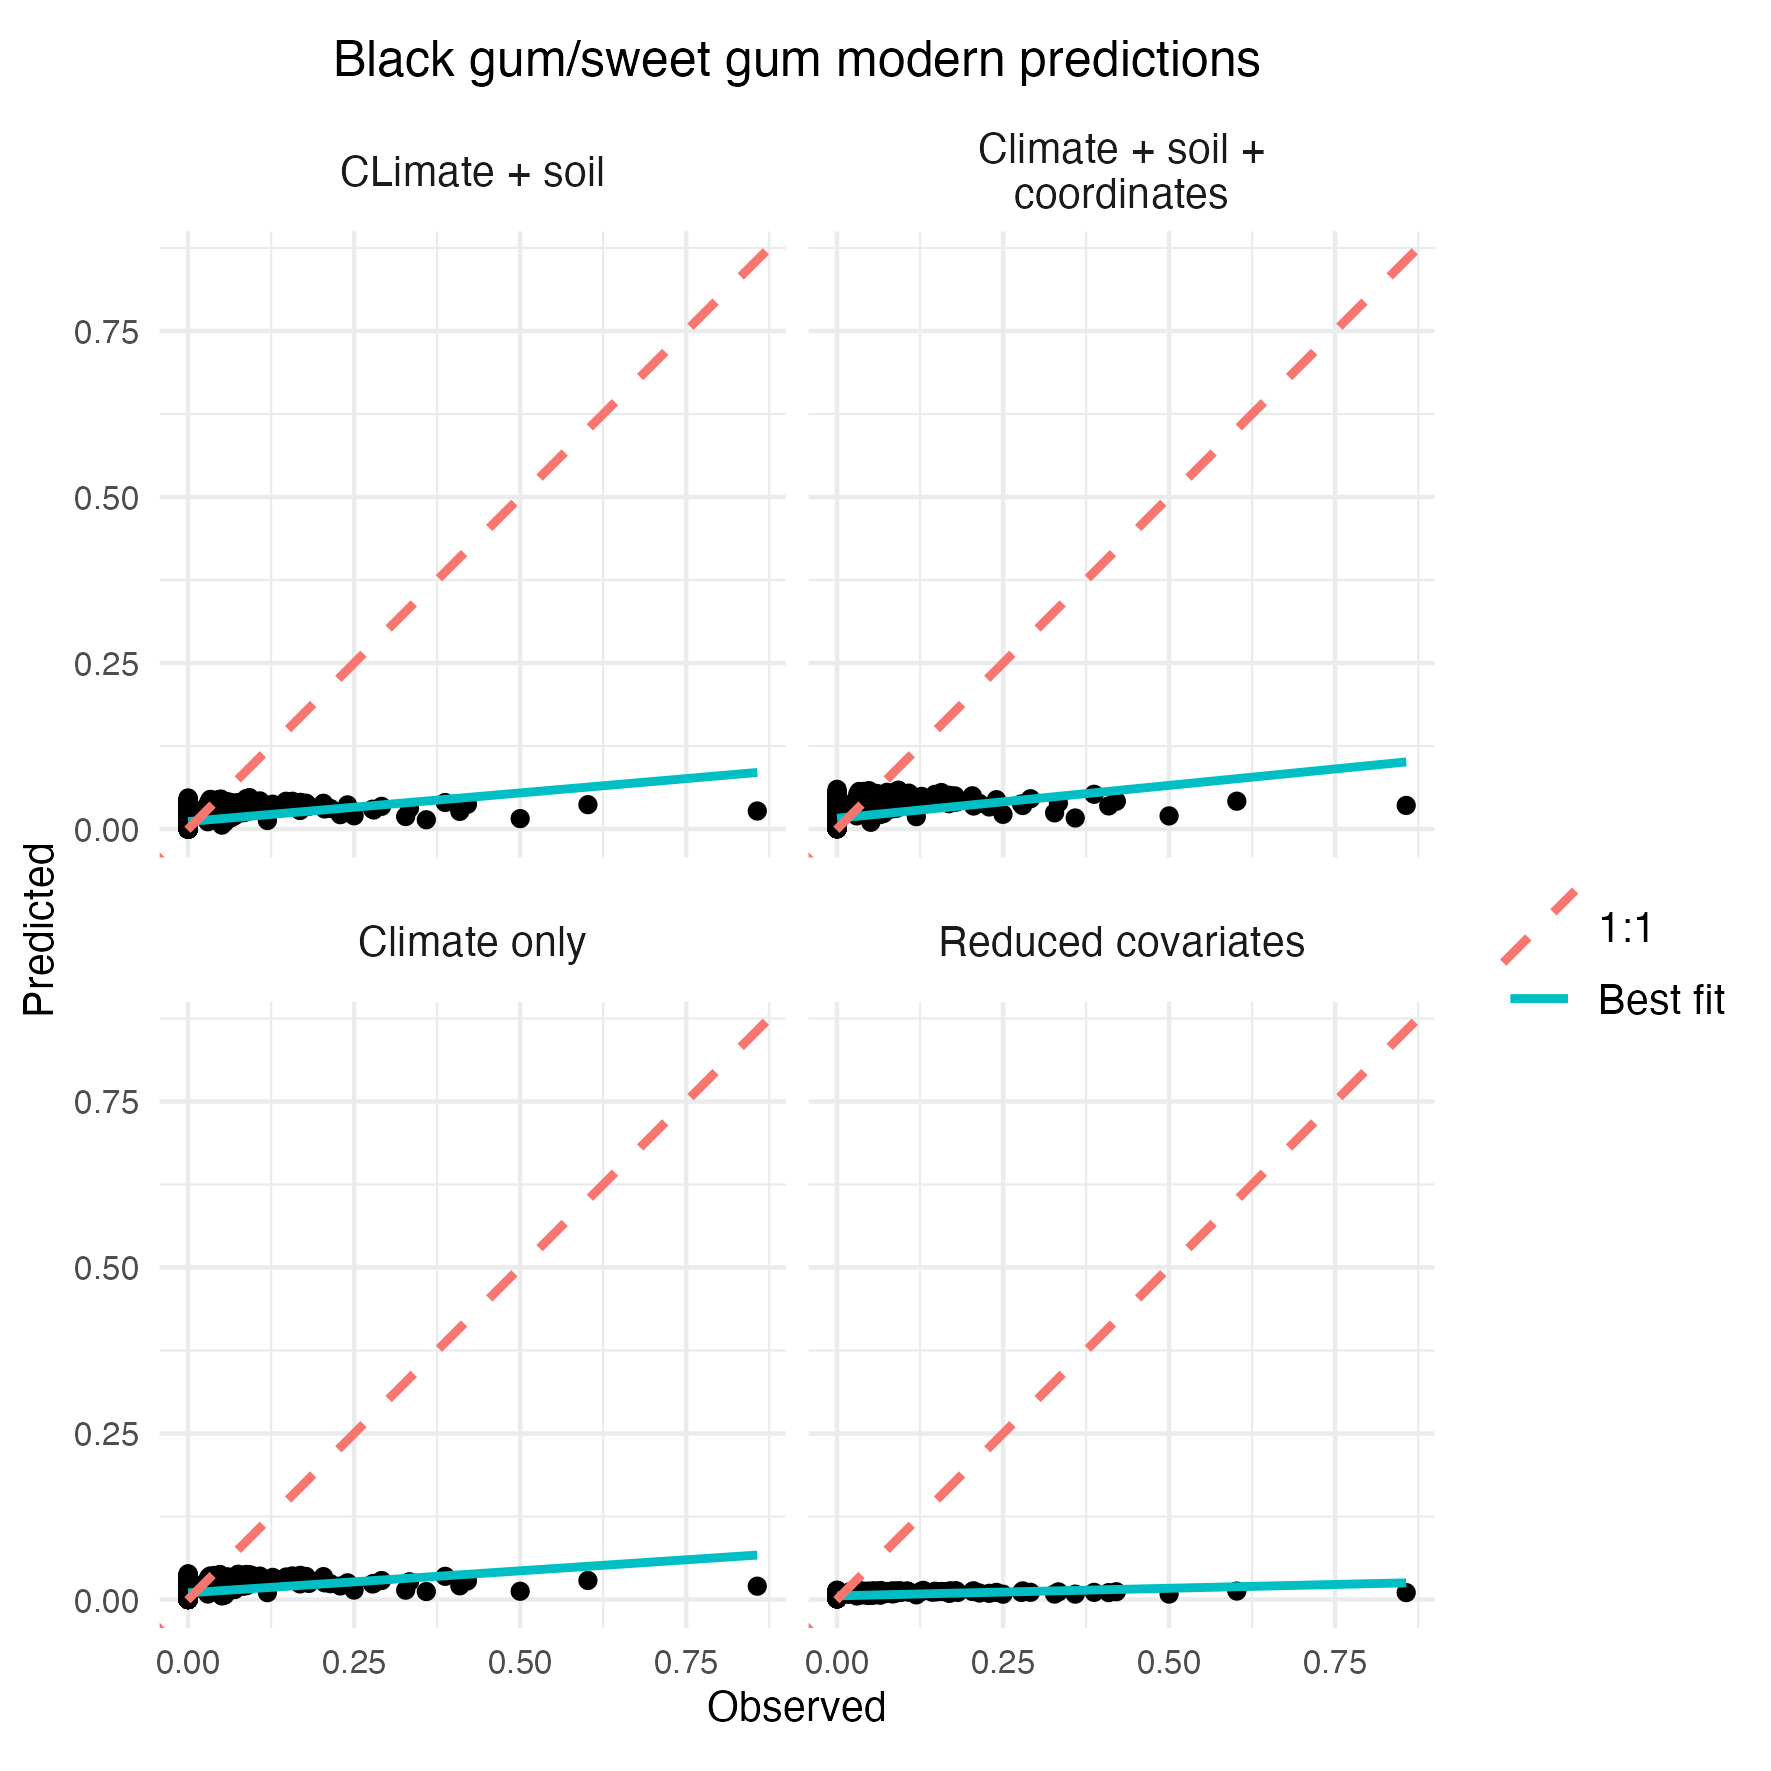 Black gum/sweet gum modern predictions
CLimate + soil
Climate + soil +
coordinates
0.75
0.50
0.25
0.00
Climate only
Reduced covariates
0.75
0.50
0.25
0.00
0.00 0.25 0.50 0.75
0.00 0.25 0.50 0.75
Observed
Predicted
1:1
Best fit